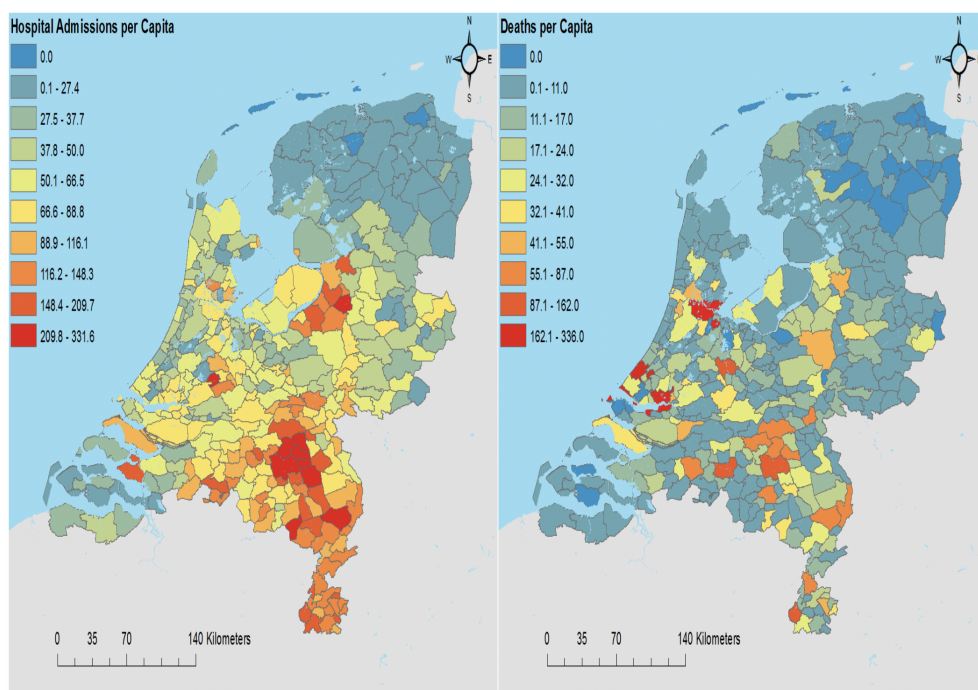 Hospital Admissions per Capita
0.0
0.1 - 27.4
27.5 - 37.7
37.8 - 50.0
50.1 - 66.5
66.6 - 88.8
88.9 - 116.1
116.2 - 148.3
148.4 - 209.7
209.8 - 331.6
N
W
E
S
0 35 70 140 Kilometers
Deaths per Capita
0.0
0.1 - 11.0
11.1 - 17.0
17.1 - 24.0
24.1 - 32.0
32.1 - 41.0
41.1 - 55.0
55.1 - 87.0
87.1 - 162.0
162.1 - 336.0
N
W
E
S
0 35 70 140 Kilometers